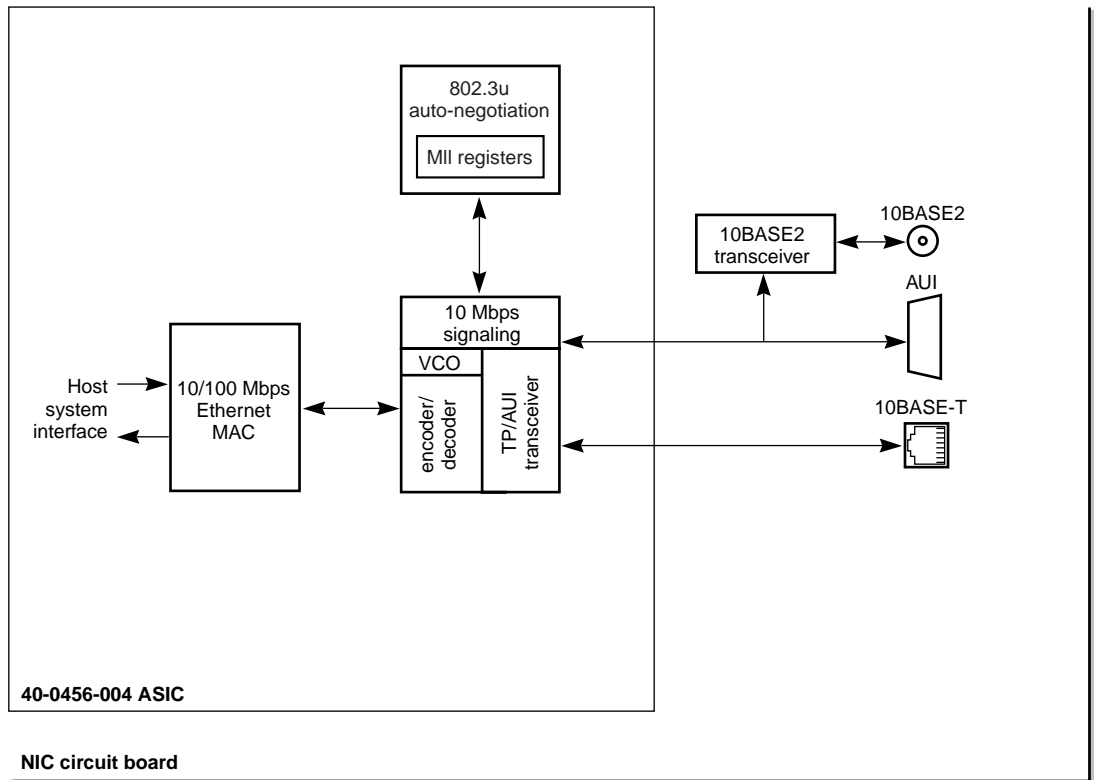 802.3u
auto-negotiation
MII registers
10BASE2
10BASE2
transceiver
AUI
10 Mbps
signaling
VCO
encoder/
decoder
TP/AUI
transceiver
Host
system
interface
10/100 Mbps
Ethernet
MAC
10BASE-T
40-0456-004 ASIC
NIC circuit board